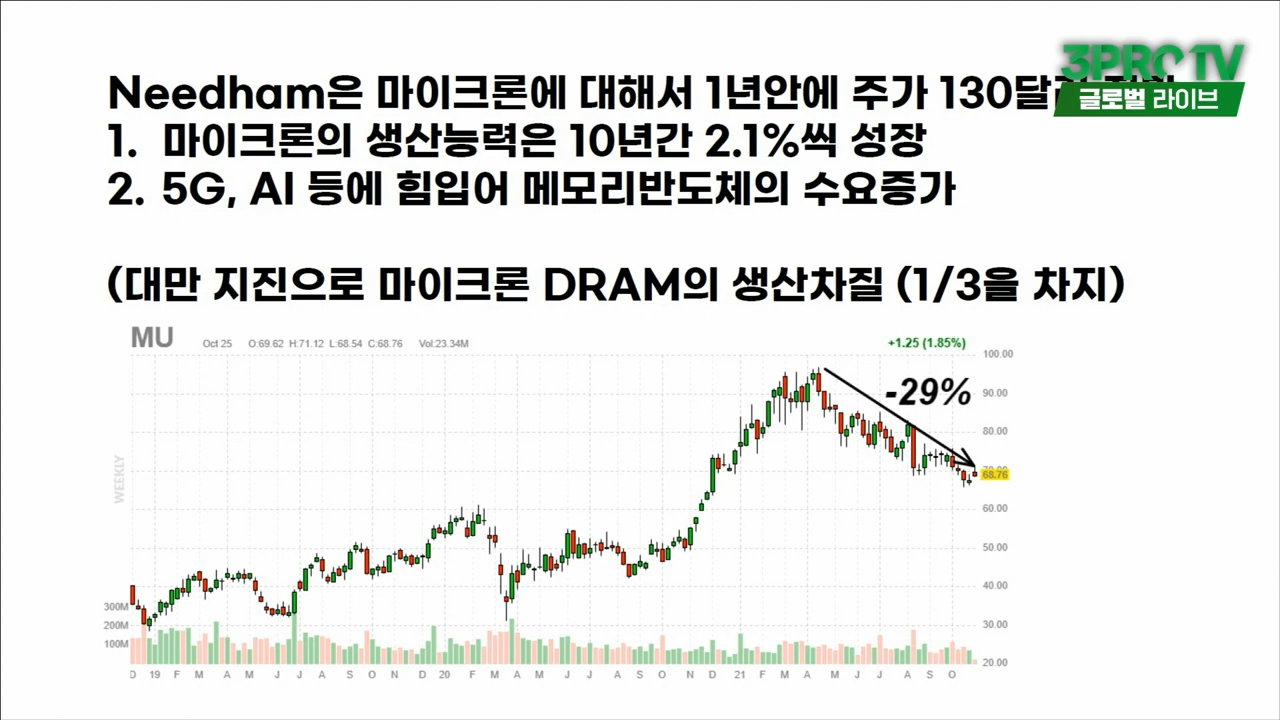 3PROTV
글로벌 라이브
Needham은 마이크론에 대해서 1년안에 주가 130달러
1. 마이크론의 생산능력은 10년간 2.1%씩 성장
2. 5G, AI 등에 힘입어 메모리반도체의 수요증가
(대만 지진으로 마이크론 DRAM의 생산차질 (1/3을 차지)
MU Oct 25 O:69.62 H:71.12 L:68.54 C:68.76 Vol:23.34M +1.25 (1.85%)
100.00
-29%
90.00
80.00
70.00
68.76
60.00
50.00
40.00
30.00
20.00
WEEKLY
300M
200M
100M
D 19 F M A M J J A S O N D 20 F M A M J J A S O N D 21 F M A M J J A S O